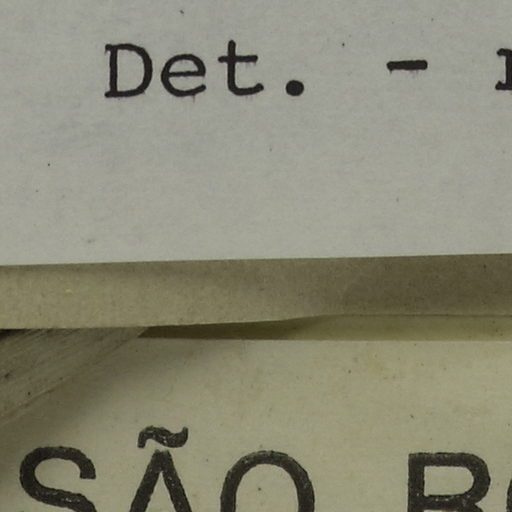 Det. -
SÃO